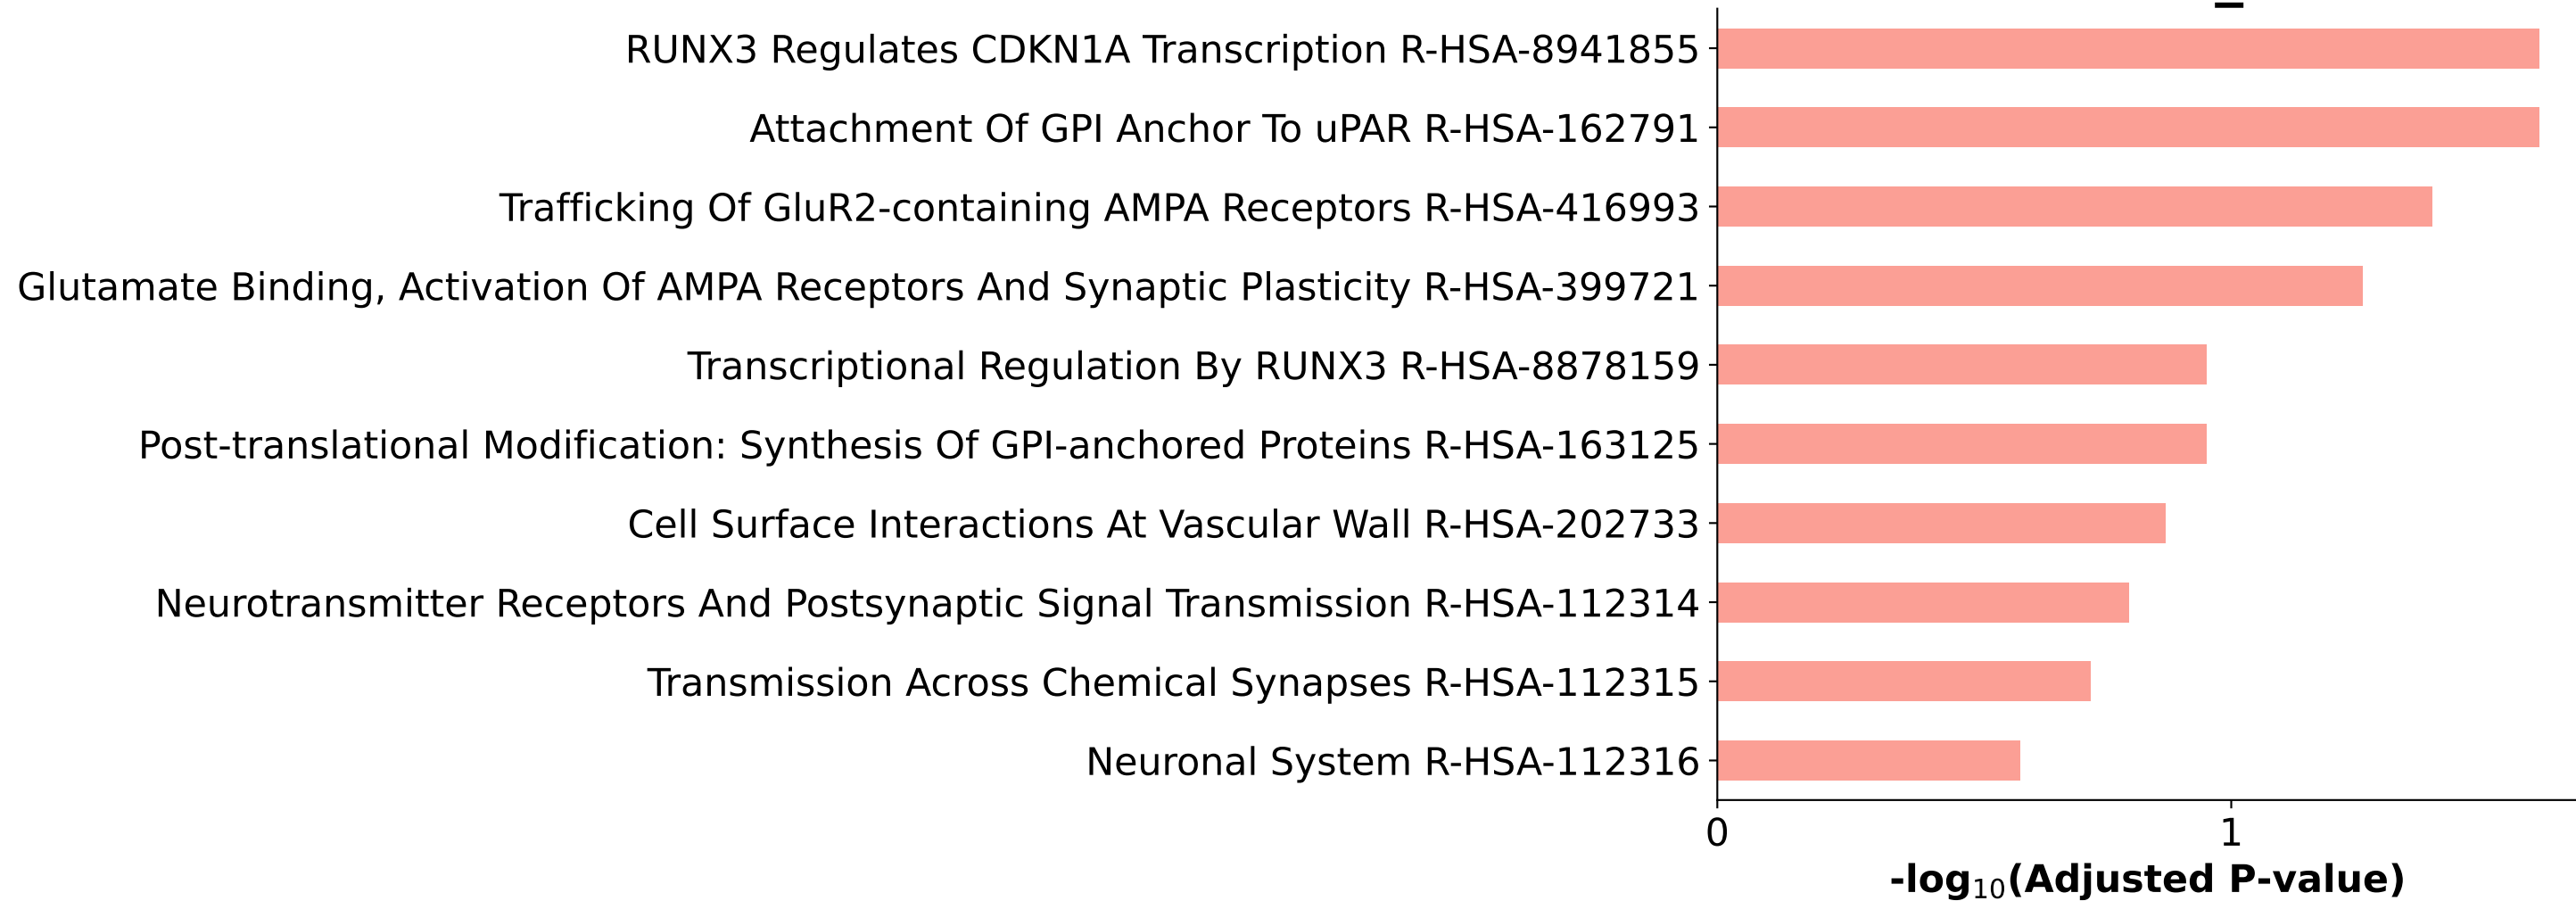 RUNX3 Regulates CDKN1A Transcription R-HSA-8941855
Attachment Of GPI Anchor To uPAR R-HSA-162791
Trafficking Of GluR2-containing AMPA Receptors R-HSA-416993
Glutamate Binding, Activation Of AMPA Receptors And Synaptic Plasticity R-HSA-399721
Transcriptional Regulation By RUNX3 R-HSA-8878159
Post-translational Modification: Synthesis Of GPI-anchored Proteins R-HSA-163125
Cell Surface Interactions At Vascular Wall R-HSA-202733
Neurotransmitter Receptors And Postsynaptic Signal Transmission R-HSA-112314
Transmission Across Chemical Synapses R-HSA-112315
Neuronal System R-HSA-112316
0 1
-log₁₀(Adjusted P-value)